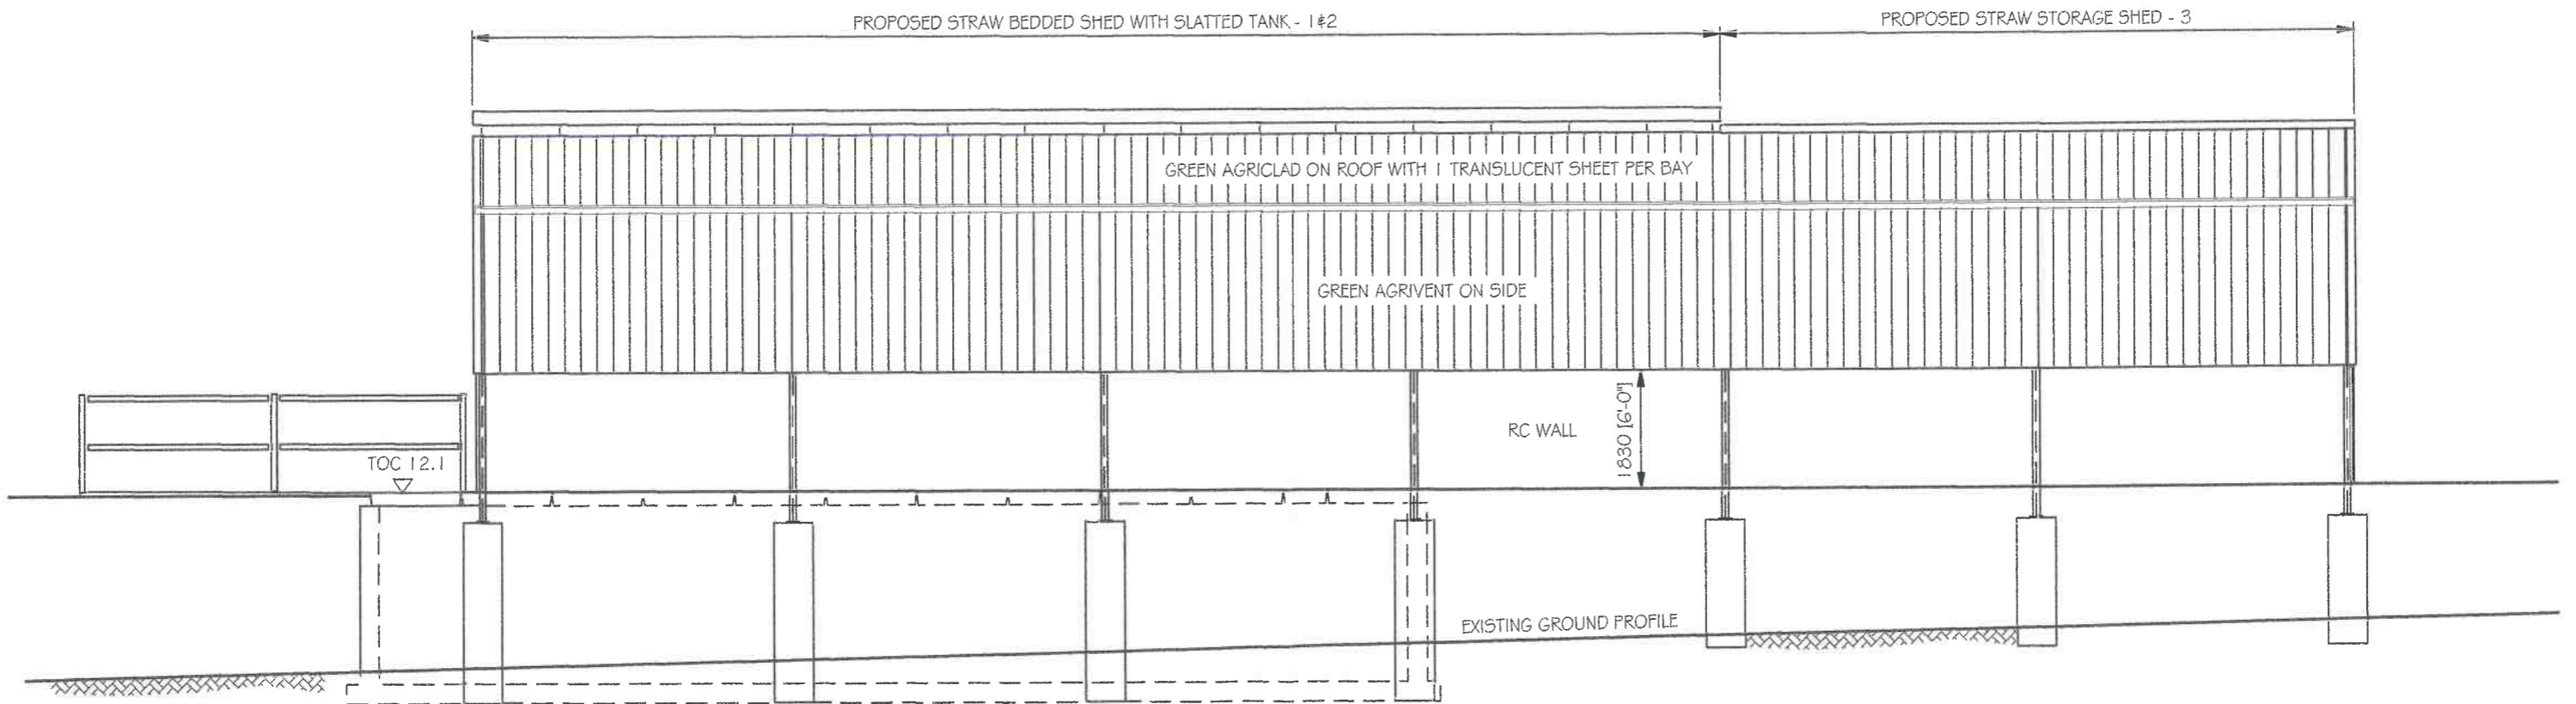 PROPOSED STRAW BEDDED SHED WITH SLATTED TANK - 1&2
PROPOSED STRAW STORAGE SHED - 3
GREEN AGRICLAD ON ROOF WITH 1 TRANSLUCENT SHEET PER BAY
GREEN AGRIVENT ON SIDE
RC WALL
1830 [6'-0"]
TOC 12.1
EXISTING GROUND PROFILE